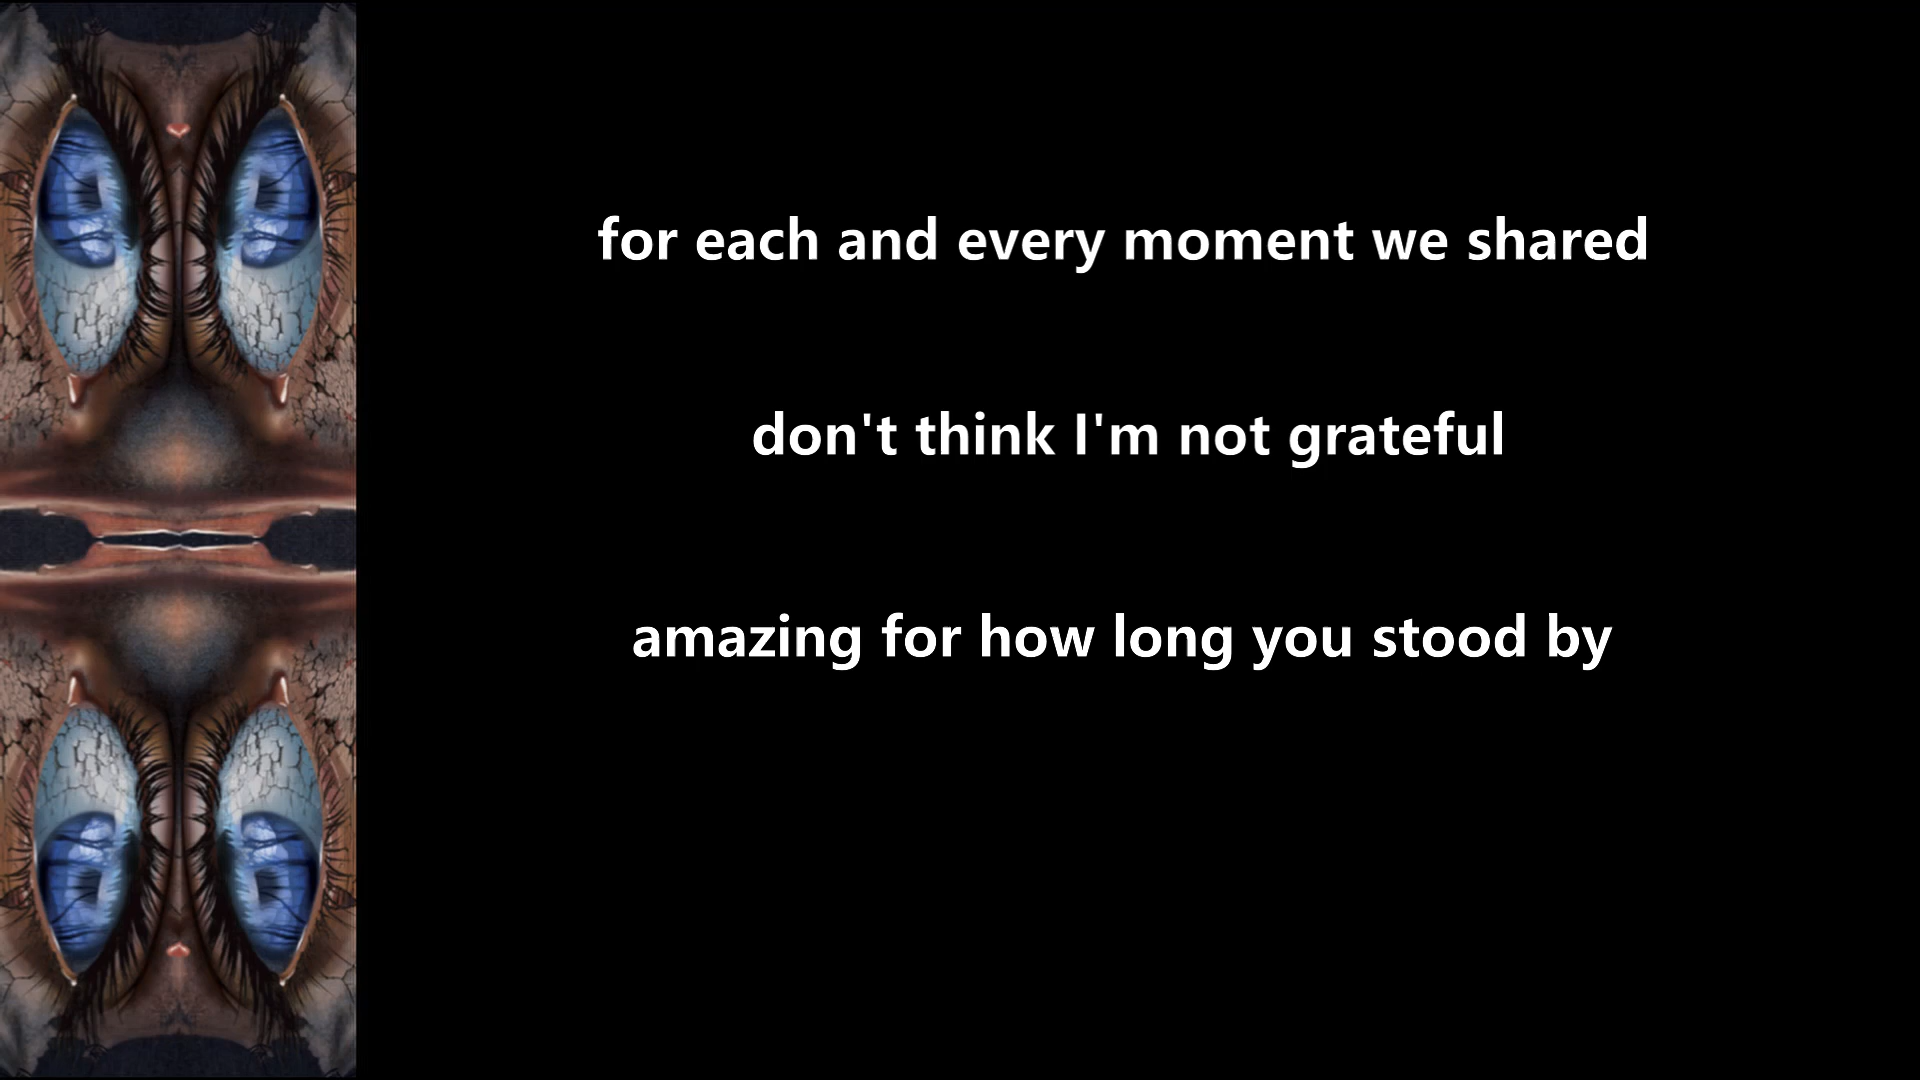 for each and every moment we shared
don't think I'm not grateful
amazing for how long you stood by